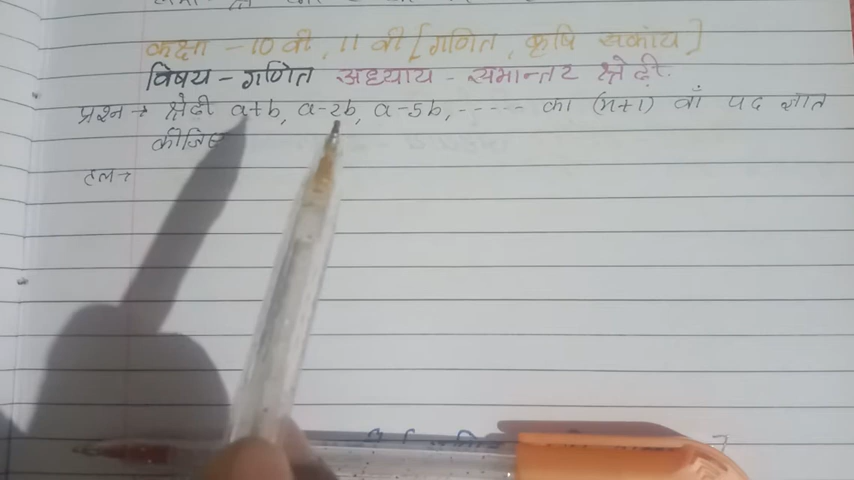 कक्षा - 10 वी, 11 वी [गणित, कृषि संकाय]
विषय - गणित अध्याय - समान्तर श्रेढ़ी.
प्रश्न → श्रेढी a+b, a-2b, a-5b, ----- का (n+1) वाँ पद ज्ञात
कीजिए
हल→